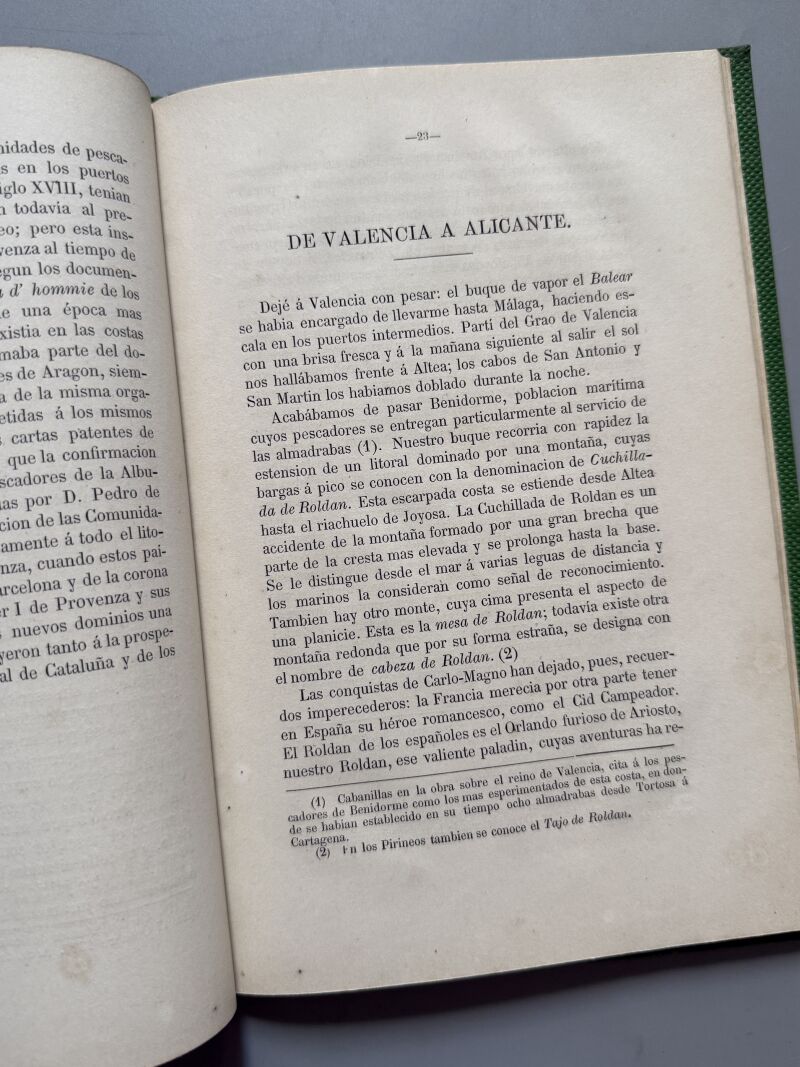 nidades de pesca-
s en los puertos
iglo XVIII, tenian
n todavía al pre-
eo; pero esta ins-
venza al tiempo de
egun los documen-
a d' hommie de los
e una época mas
existia en las costas
maba parte del do-
es de Aragon, siem-
a de la misma orga-
etidas á los mismos
s cartas patentes de
que la confirmacion
scadores de la Albu-
as por D. Pedro de
cion de las Comunida-
amente á todo el lito-
nza, cuando estos pai-
arcelona y de la corona
er I de Provenza y sus
s nuevos dominios una
yeron tanto á la prospe-
al de Cataluña y de los
—23—
DE VALENCIA A ALICANTE.
Dejé á Valencia con pesar: el buque de vapor el Balear
se habia encargado de llevarme hasta Málaga, haciendo es-
cala en los puertos intermedios. Partí del Grao de Valencia
con una brisa fresca y á la mañana siguiente al salir el sol
nos hallábamos frente á Altea; los cabos de San Antonio y
San Martin los habiamos doblado durante la noche.
Acabábamos de pasar Benidorme, poblacion marítima
cuyos pescadores se entregan particularmente al servicio de
las almadrabas (1). Nuestro buque recorria con rapidez la
estension de un litoral dominado por una montaña, cuyas
bargas á pico se conocen con la denominacion de Cuchilla-
da de Roldan. Esta escarpada costa se estiende desde Altea
hasta el riachuelo de Joyosa. La Cuchillada de Roldan es un
accidente de la montaña formado por una gran brecha que
parte de la cresta mas elevada y se prolonga hasta la base.
Se le distingue desde el mar á varias leguas de distancia y
los marinos la consideran como señal de reconocimiento.
Tambien hay otro monte, cuya cima presenta el aspecto de
una planicie. Esta es la mesa de Roldan; todavía existe otra
montaña redonda que por su forma estraña, se designa con
el nombre de cabeza de Roldan. (2)
Las conquistas de Carlo-Magno han dejado, pues, recuer-
dos imperecederos: la Francia merecia por otra parte tener
en España su héroe romancesco, como el Cid Campeador.
El Roldan de los españoles es el Orlando furioso de Ariosto,
nuestro Roldan, ese valiente paladin, cuyas aventuras ha re-
(1) Cabanillas en la obra sobre el reino de Valencia, cita á los pes-
cadores de Benidorme como los mas esperimentados de esta costa, en don-
de se habian establecido en su tiempo ocho almadrabas desde Tortosa á
Cartagena.
(2) En los Pirineos tambien se conoce el Tajo de Roldan.